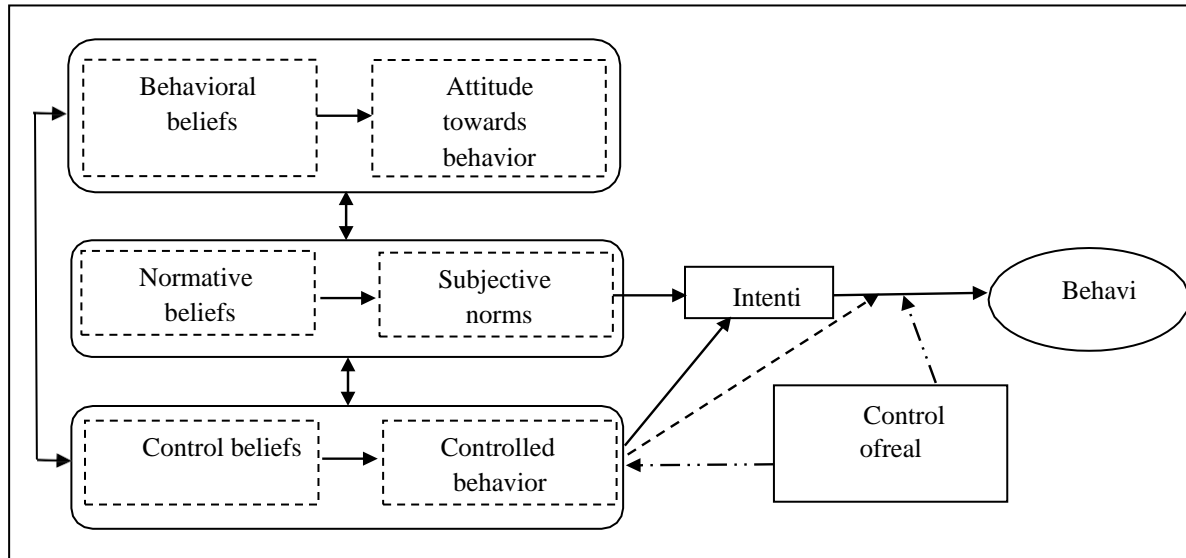 Behavioral
beliefs
Attitude
towards
behavior
Normative
beliefs
Subjective
norms
Intenti
Behavi
Control beliefs
Controlled
behavior
Control
ofreal